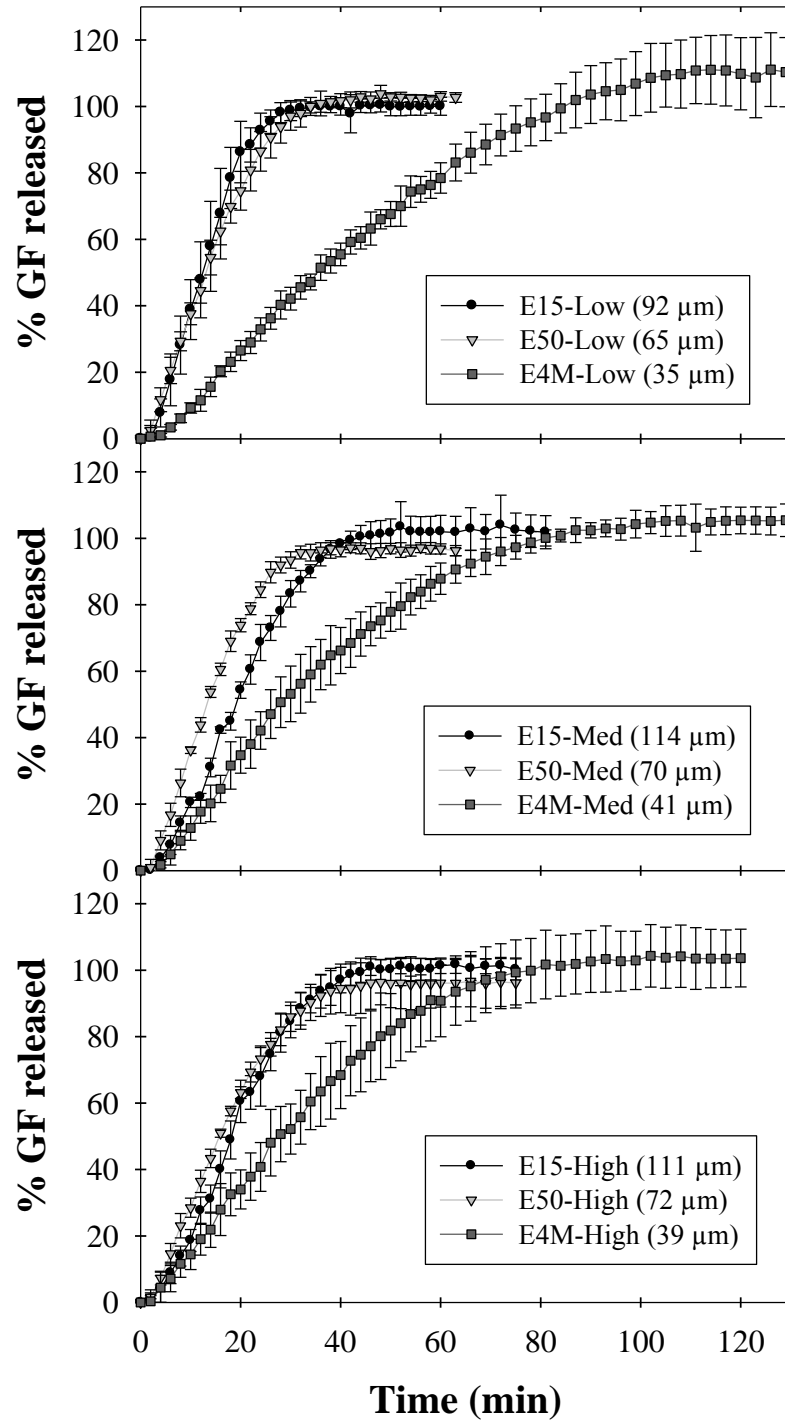 120
100
80
60
40
20
0
% GF released
E15-Low (92 µm)
E50-Low (65 µm)
E4M-Low (35 µm)
120
100
80
60
40
20
0
% GF released
E15-Med (114 µm)
E50-Med (70 µm)
E4M-Med (41 µm)
120
100
80
60
40
20
0
% GF released
E15-High (111 µm)
E50-High (72 µm)
E4M-High (39 µm)
0 20 40 60 80 100 120
Time (min)